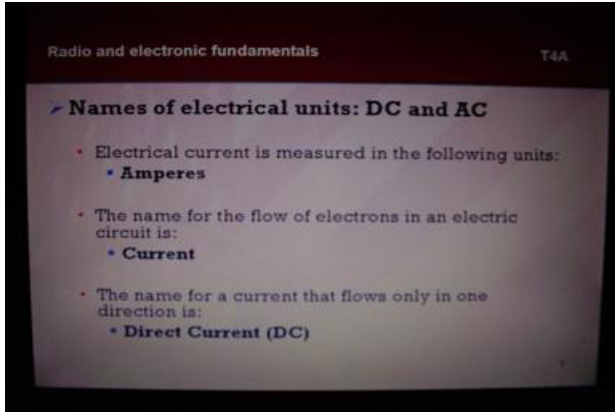 Radio and electronic fundamentals
T4A
Names of electrical units: DC and AC
Electrical current is measured in the following units:
Amperes
The name for the flow of electrons in an electric
circuit is:
Current
The name for a current that flows only in one
direction is:
Direct Current (DC)